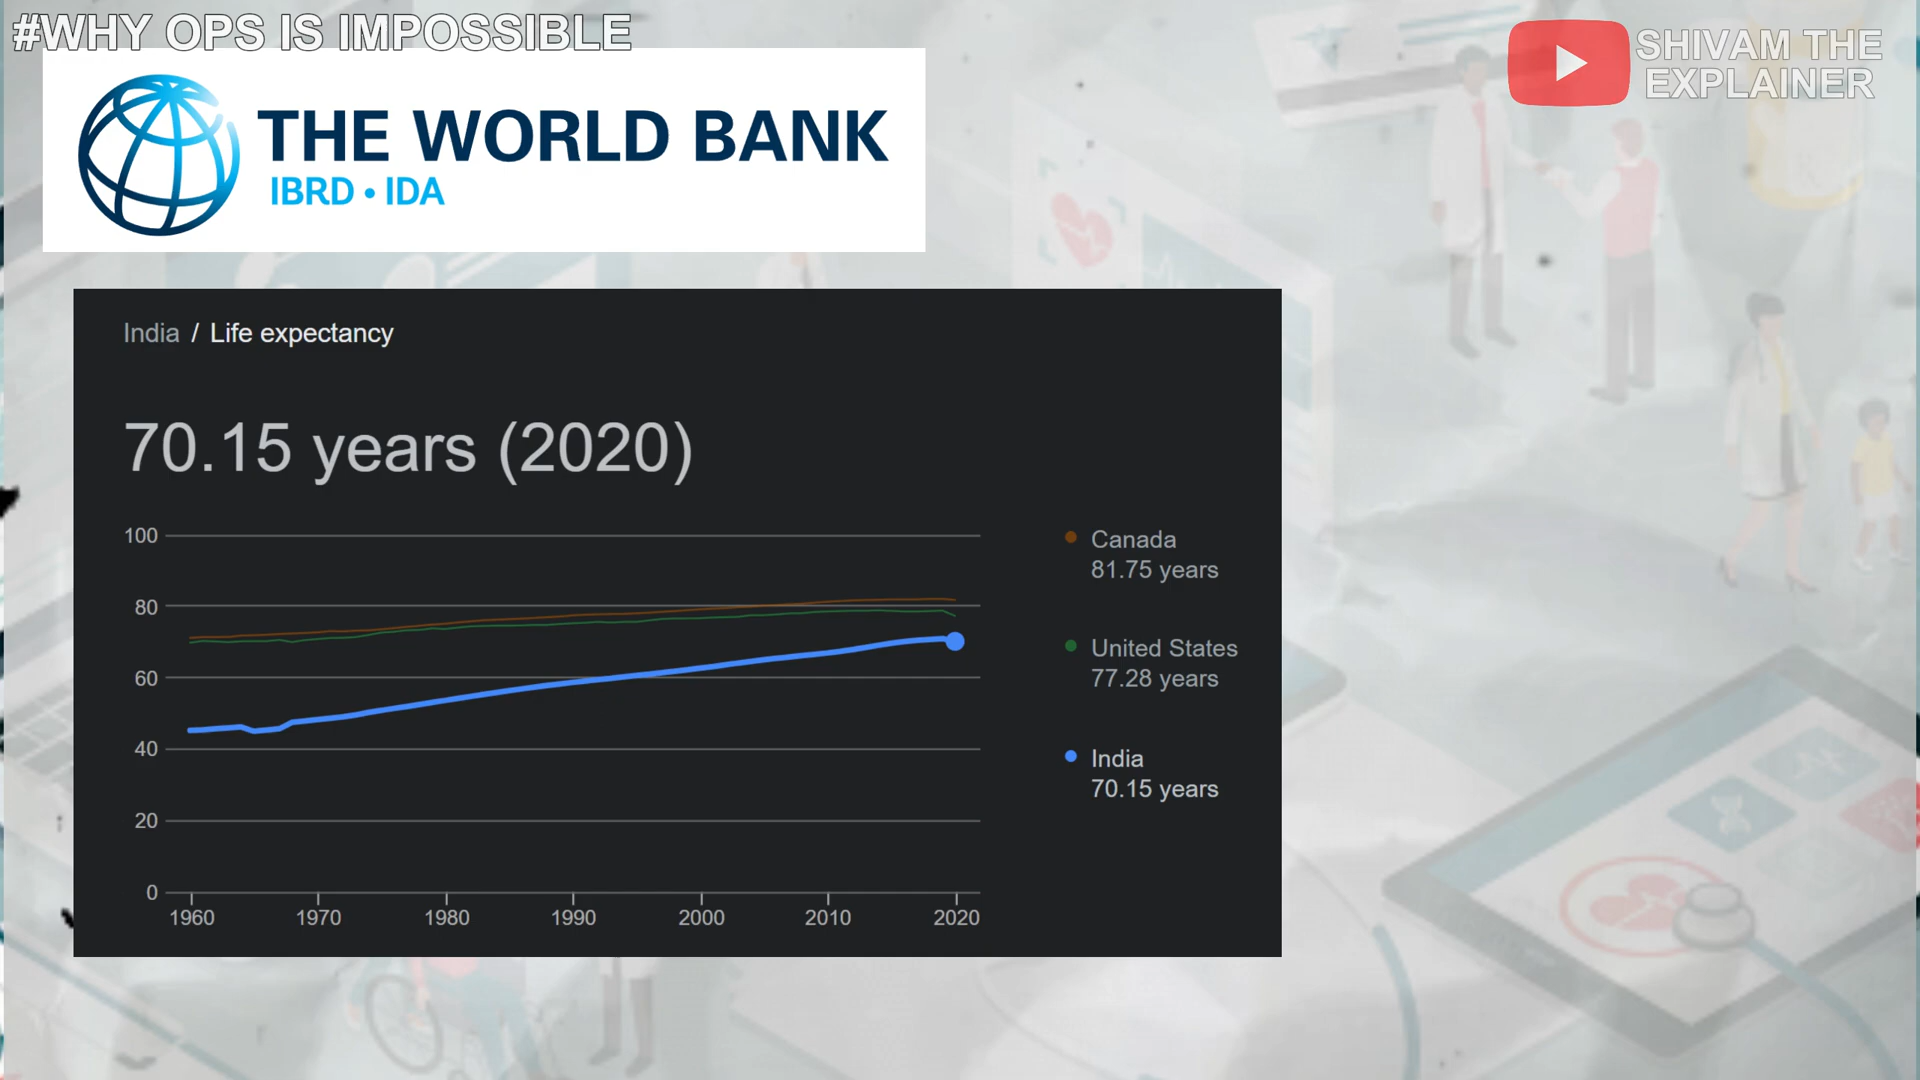 #WHY OPS IS IMPOSSIBLE
SHIVAM THE
EXPLAINER
THE WORLD BANK
IBRD • IDA
India / Life expectancy
70.15 years (2020)
100
80
60
40
20
0
1960 1970 1980 1990 2000 2010 2020
Canada
81.75 years
United States
77.28 years
India
70.15 years